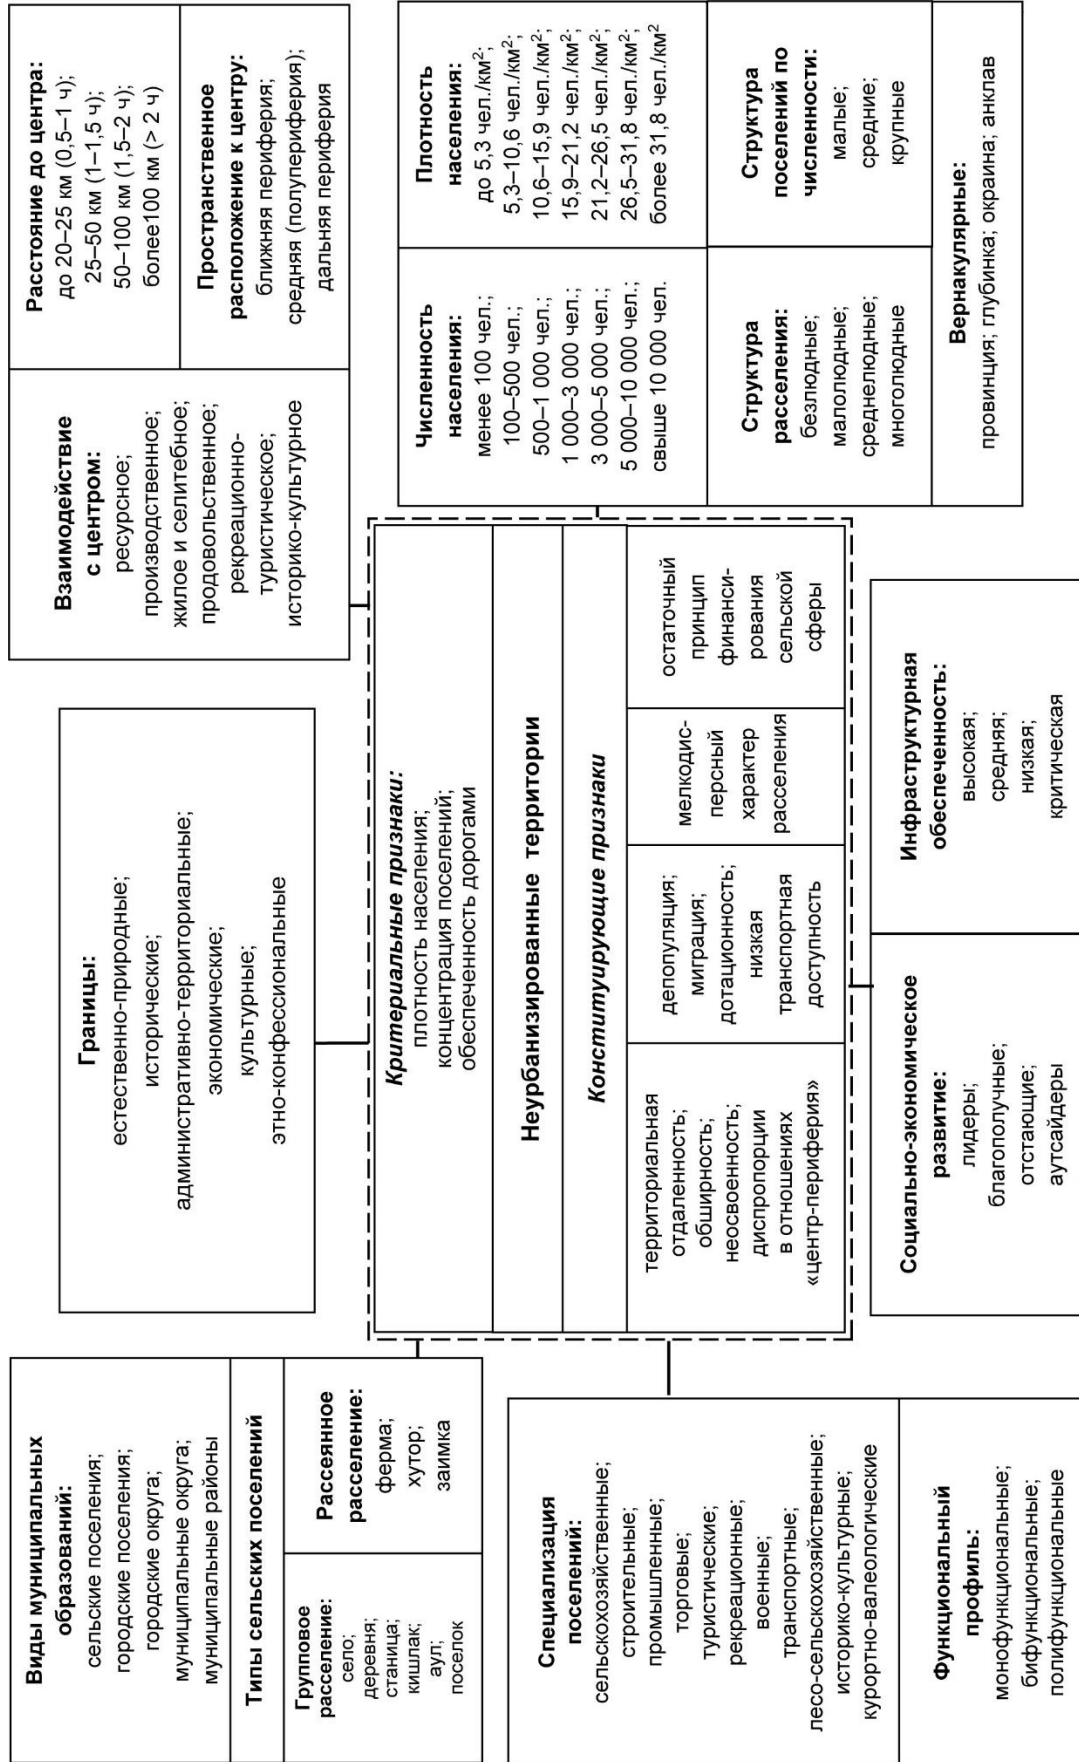 Виды муниципальных
образований:
сельские поселения;
городские поселения;
городские округа;
муниципальные округа;
муниципальные районы
Типы сельских поселений
Групповое
расселение:
село;
деревня;
станица;
кишлак;
аул;
поселок
Рассеянное
расселение:
ферма;
хутор;
заимка
Границы:
естественно-природные;
исторические;
административно-территориальные;
экономические;
культурные;
этно-конфессиональные
Взаимодействие
с центром:
ресурсное;
производственное;
жилое и селитебное;
продовольственное;
рекреационно-
туристическое;
историко-культурное
Расстояние до центра:
до 20–25 км (0,5–1 ч);
25–50 км (1–1,5 ч);
50–100 км (1,5–2 ч);
более100 км (> 2 ч)
Пространственное
расположение к центру:
ближняя периферия;
средняя (полупериферия);
дальняя периферия
Критериальные признаки:
плотность населения;
концентрация поселений;
обеспеченность дорогами
Неурбанизированные территории
Конституирующие признаки
территориальная
отдаленность;
обширность;
неосвоенность;
диспропорции
в отношениях
«центр-периферия»
депопуляция;
миграция;
дотационность;
низкая
транспортная
доступность
мелкодис-
персный
характер
расселения
остаточный
принцип
финанси-
рования
сельской
сферы
Численность
населения:
менее 100 чел.;
100–500 чел.;
500–1 000 чел.;
1 000–3 000 чел.;
3 000–5 000 чел.;
5 000–10 000 чел.;
свыше 10 000 чел.
Плотность
населения:
до 5,3 чел./км²;
5,3–10,6 чел./км²;
10,6–15,9 чел./км²;
15,9–21,2 чел./км²;
21,2–26,5 чел./км²;
26,5–31,8 чел./км²;
более 31,8 чел./км²
Структура
расселения:
безлюдные;
малолюдные;
среднелюдные;
многолюдные
Структура
поселений по
численности:
малые;
средние;
крупные
Вернакулярные:
провинция; глубинка; окраина; анклав
Специализация
поселений:
сельскохозяйственные;
строительные;
промышленные;
торговые;
туристические;
рекреационные;
военные;
транспортные;
лесо-сельскохозяйственные;
историко-культурные;
курортно-валеологические
Функциональный
профиль:
монофункциональные;
бифункциональные;
полифункциональные
Социально-экономическое
развитие:
лидеры;
благополучные;
отстающие;
аутсайдеры
Инфраструктурная
обеспеченность:
высокая;
средняя;
низкая;
критическая